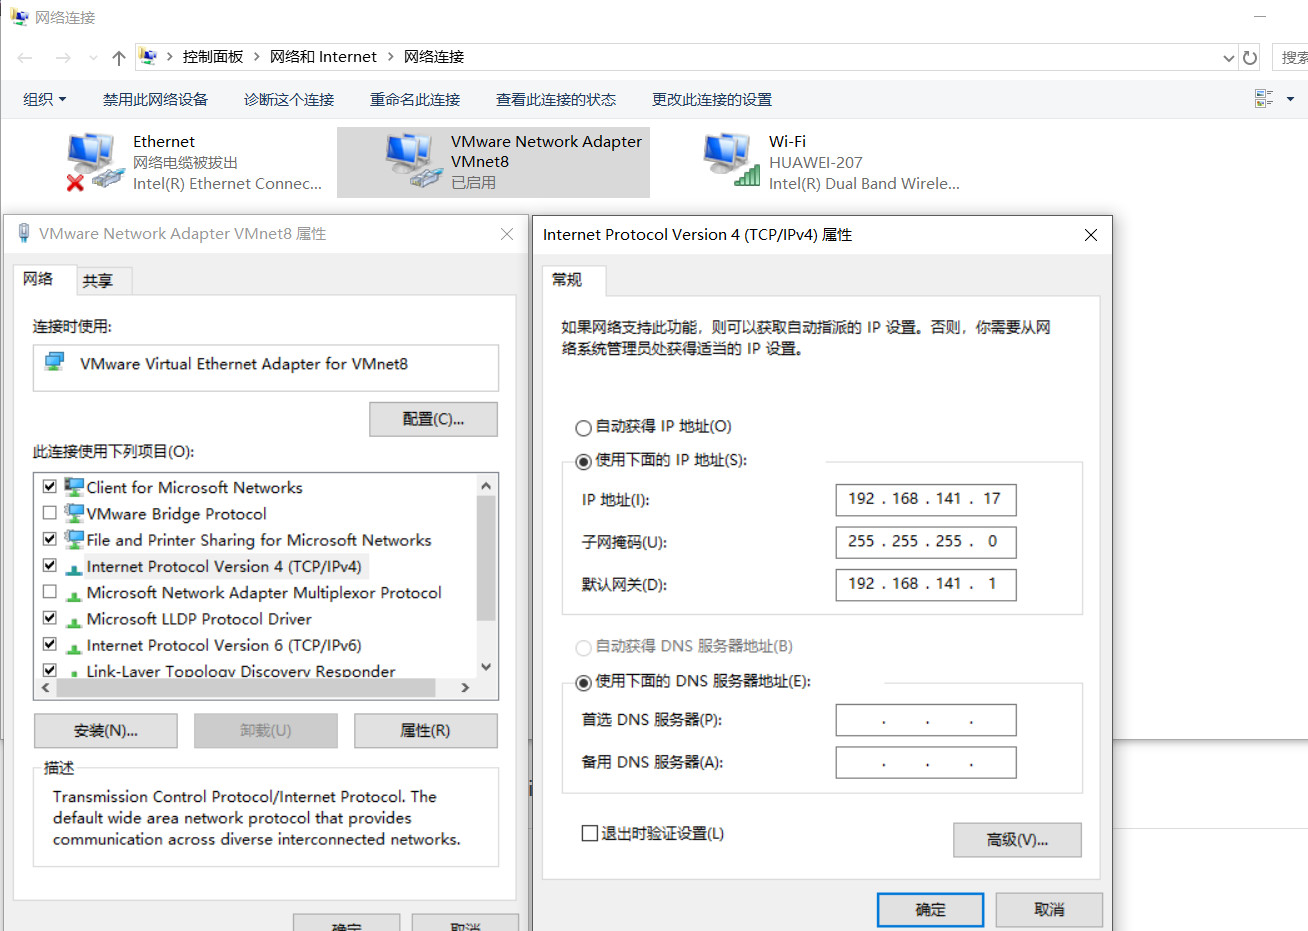 网络连接
控制面板 > 网络和 Internet > 网络连接
搜索
组织 禁用此网络设备 诊断这个连接 重命名此连接 查看此连接的状态 更改此连接的设置
Ethernet
网络电缆被拔出
Intel(R) Ethernet Connec...
VMware Network Adapter
VMnet8
已启用
Wi-Fi
HUAWEI-207
Intel(R) Dual Band Wirele...
VMware Network Adapter VMnet8 属性
网络 共享
连接时使用:
VMware Virtual Ethernet Adapter for VMnet8
配置(C)...
此连接使用下列项目(O):
Client for Microsoft Networks
VMware Bridge Protocol
File and Printer Sharing for Microsoft Networks
Internet Protocol Version 4 (TCP/IPv4)
Microsoft Network Adapter Multiplexor Protocol
Microsoft LLDP Protocol Driver
Internet Protocol Version 6 (TCP/IPv6)
Link-Layer Topology Discovery Responder
安装(N)... 卸载(U) 属性(R)
描述
Transmission Control Protocol/Internet Protocol. The
default wide area network protocol that provides
communication across diverse interconnected networks.
确定 取消
Internet Protocol Version 4 (TCP/IPv4) 属性
常规
如果网络支持此功能，则可以获取自动指派的 IP 设置。否则，你需要从网
络系统管理员处获得适当的 IP 设置。
自动获得 IP 地址(O)
使用下面的 IP 地址(S):
IP 地址(I): 192 . 168 . 141 . 17
子网掩码(U): 255 . 255 . 255 . 0
默认网关(D): 192 . 168 . 141 . 1
自动获得 DNS 服务器地址(B)
使用下面的 DNS 服务器地址(E):
首选 DNS 服务器(P): . . .
备用 DNS 服务器(A): . . .
退出时验证设置(L)
高级(V)...
确定 取消